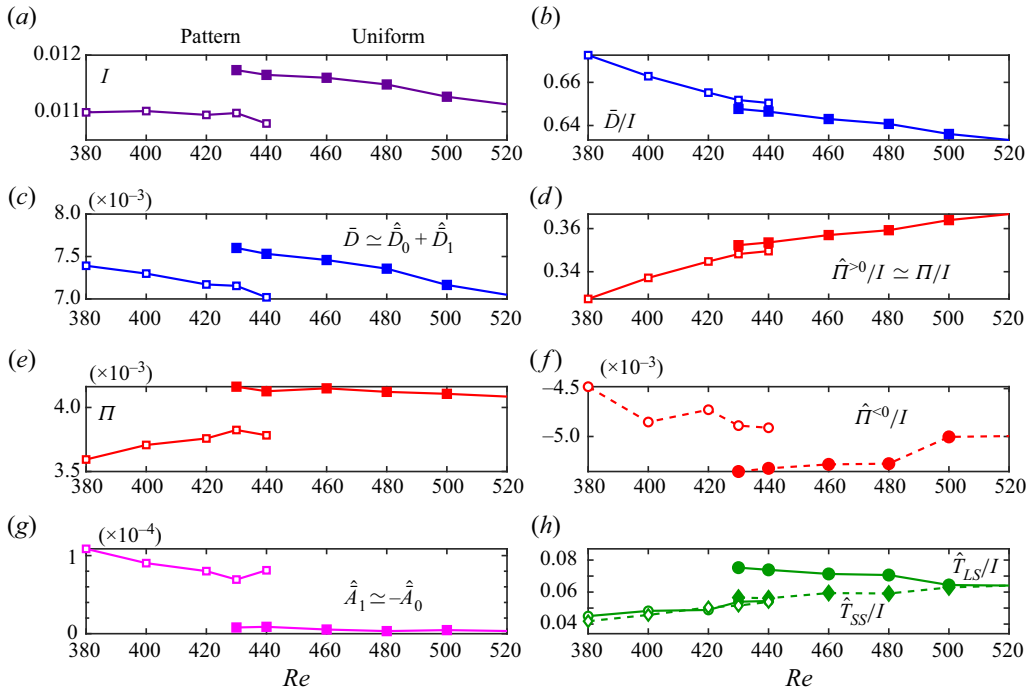 (a)
Pattern
Uniform
0.012
0.011
I
380 400 420 440 460 480 500 520
(b)
0.66
0.64
D̄/I
380 400 420 440 460 480 500 520
(c)
(×10⁻³)
8.0
7.5
7.0
D̄ ≃ D̄̂₀ + D̄̂₁
380 400 420 440 460 480 500 520
(d)
0.36
0.34
Π̂^{>0}/I ≃ Π/I
380 400 420 440 460 480 500 520
(e)
(×10⁻³)
4.0
3.5
Π
380 400 420 440 460 480 500 520
(f)
(×10⁻³)
−4.5
−5.0
Π̂^{<0}/I
380 400 420 440 460 480 500 520
(g)
(×10⁻⁴)
1
0
Ā̂₁ ≃ −Ā̂₀
380 400 420 440 460 480 500 520
Re
(h)
0.08
0.06
0.04
T̂_{LS}/I
T̂_{SS}/I
380 400 420 440 460 480 500 520
Re